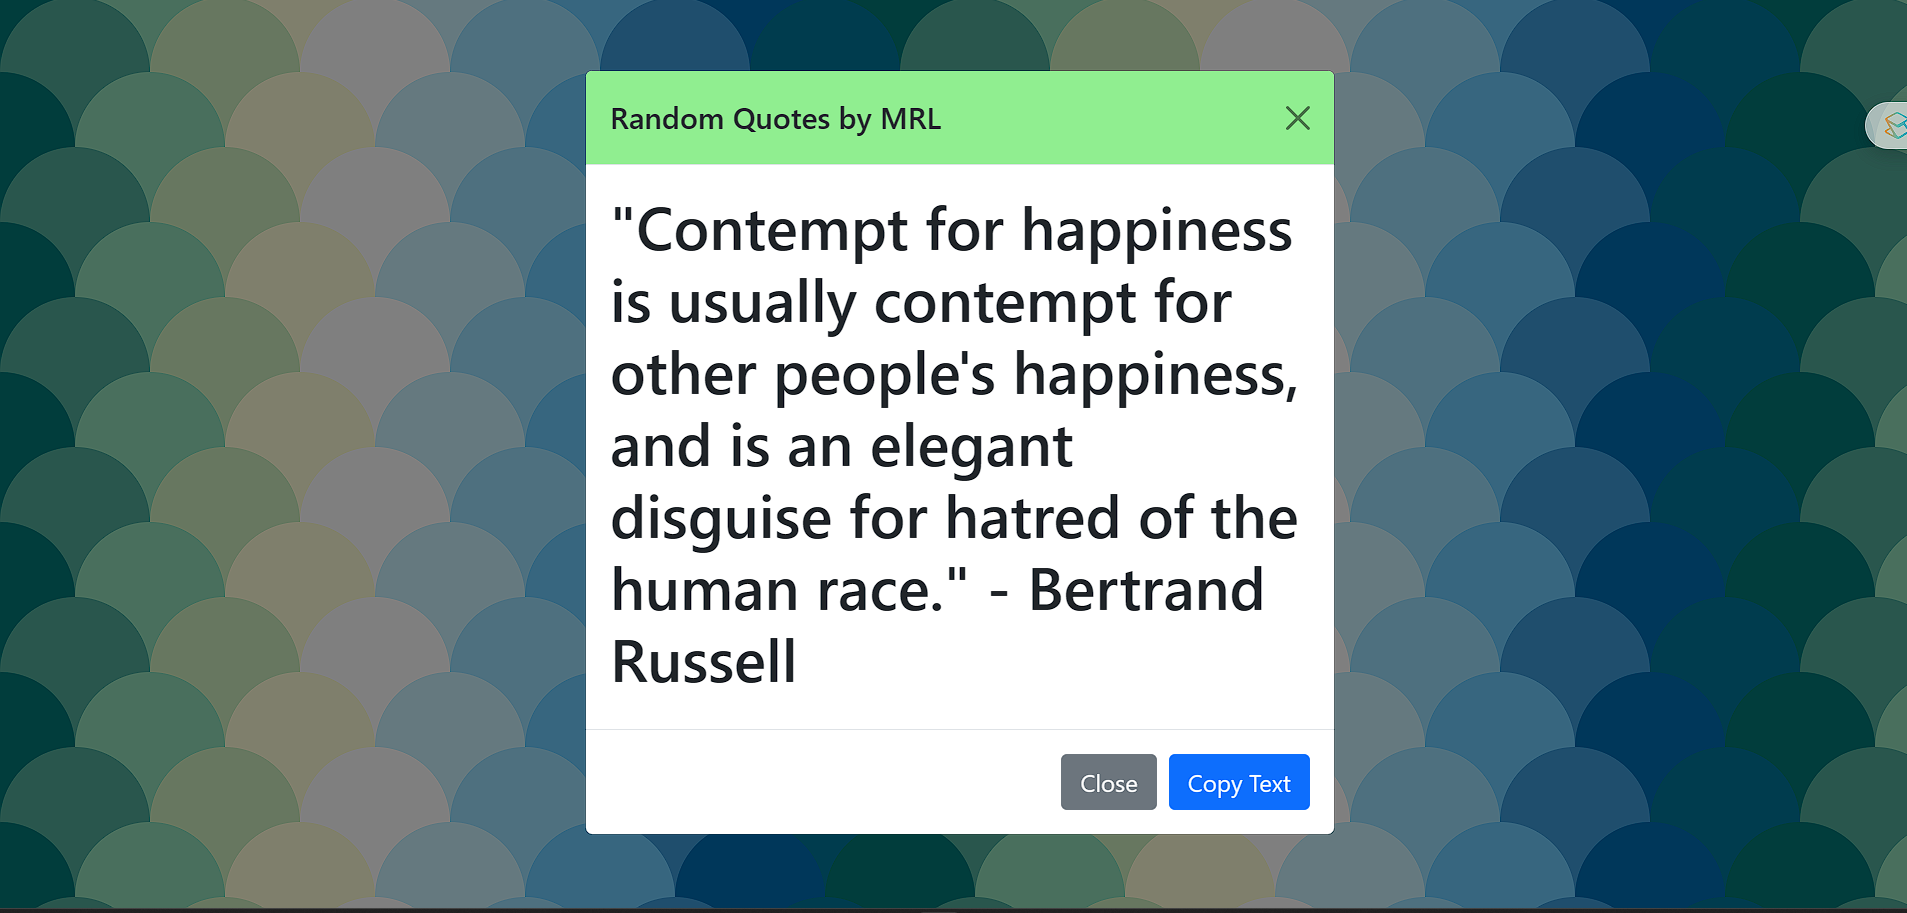 Random Quotes by MRL
"Contempt for happiness
is usually contempt for
other people's happiness,
and is an elegant
disguise for hatred of the
human race." - Bertrand
Russell
Close
Copy Text